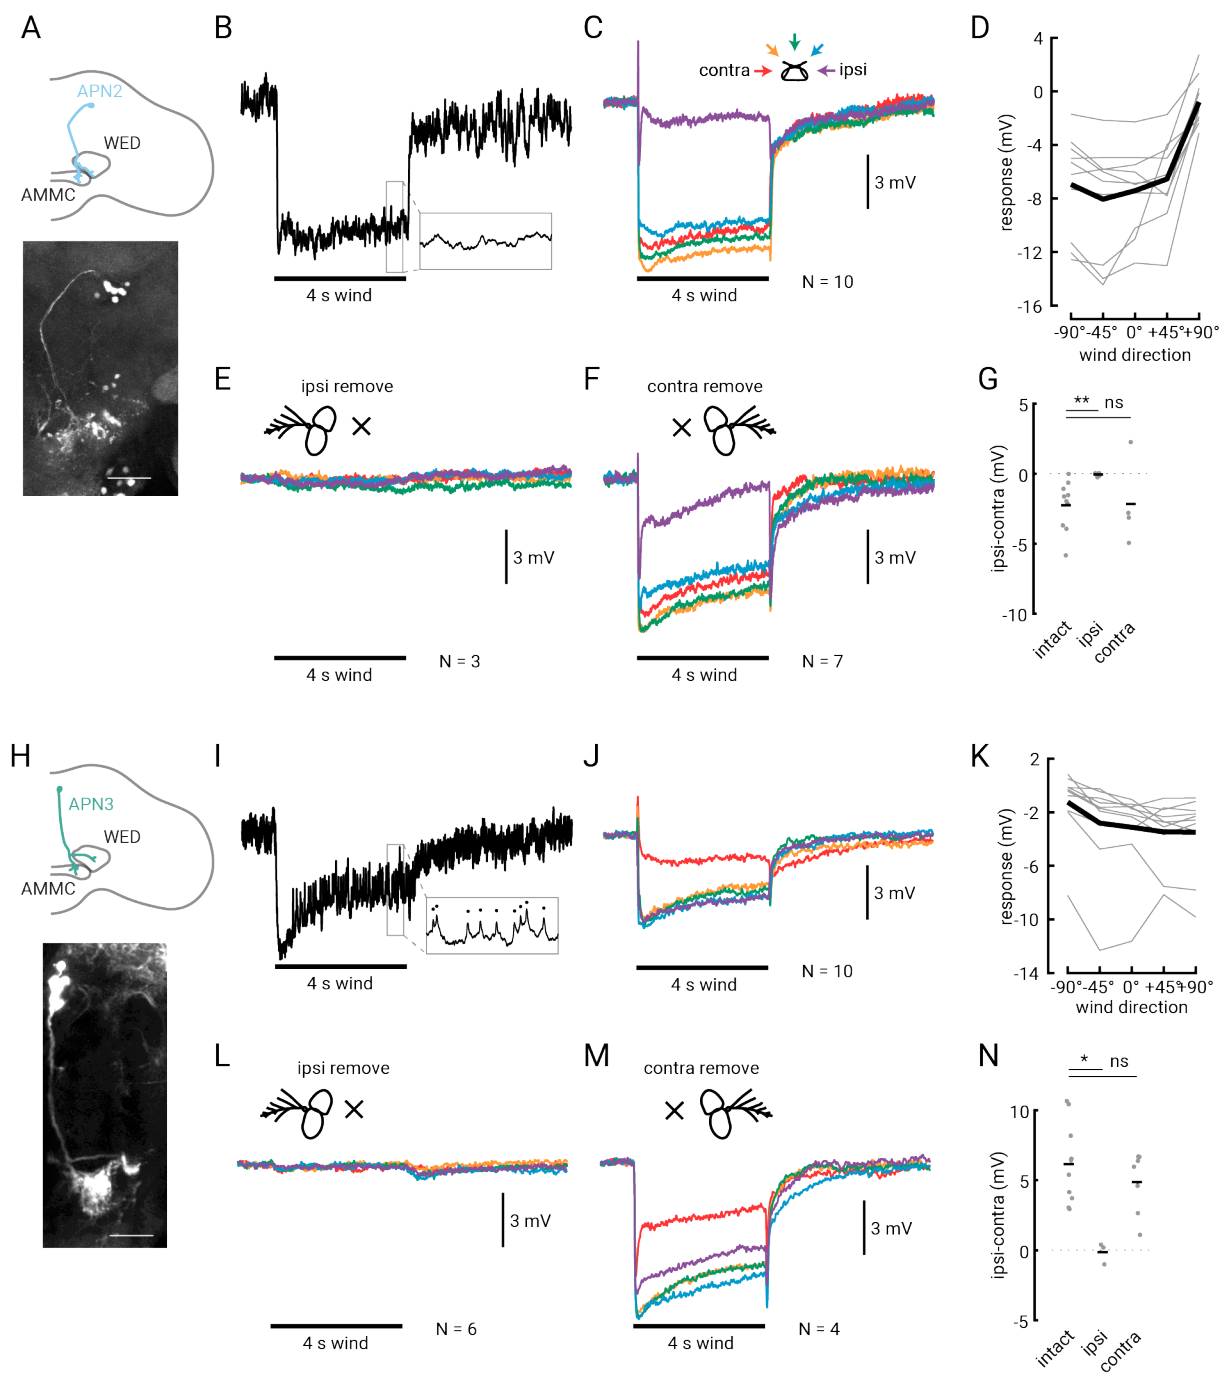 A
APN2
WED
AMMC
B
4 s wind
C
contra
ipsi
3 mV
4 s wind
N = 10
D
4
0
-4
-8
-12
-16
response (mV)
-90° -45° 0° +45° +90°
wind direction
E
ipsi remove
3 mV
4 s wind
N = 3
F
contra remove
3 mV
4 s wind
N = 7
G
** ns
5
0
-5
-10
ipsi-contra (mV)
intact
ipsi
contra
H
APN3
WED
AMMC
I
4 s wind
J
3 mV
4 s wind
N = 10
K
2
-2
-6
-10
-14
response (mV)
-90° -45° 0° +45° +90°
wind direction
L
ipsi remove
3 mV
4 s wind
N = 6
M
contra remove
3 mV
4 s wind
N = 4
N
* ns
10
5
0
-5
ipsi-contra (mV)
intact
ipsi
contra